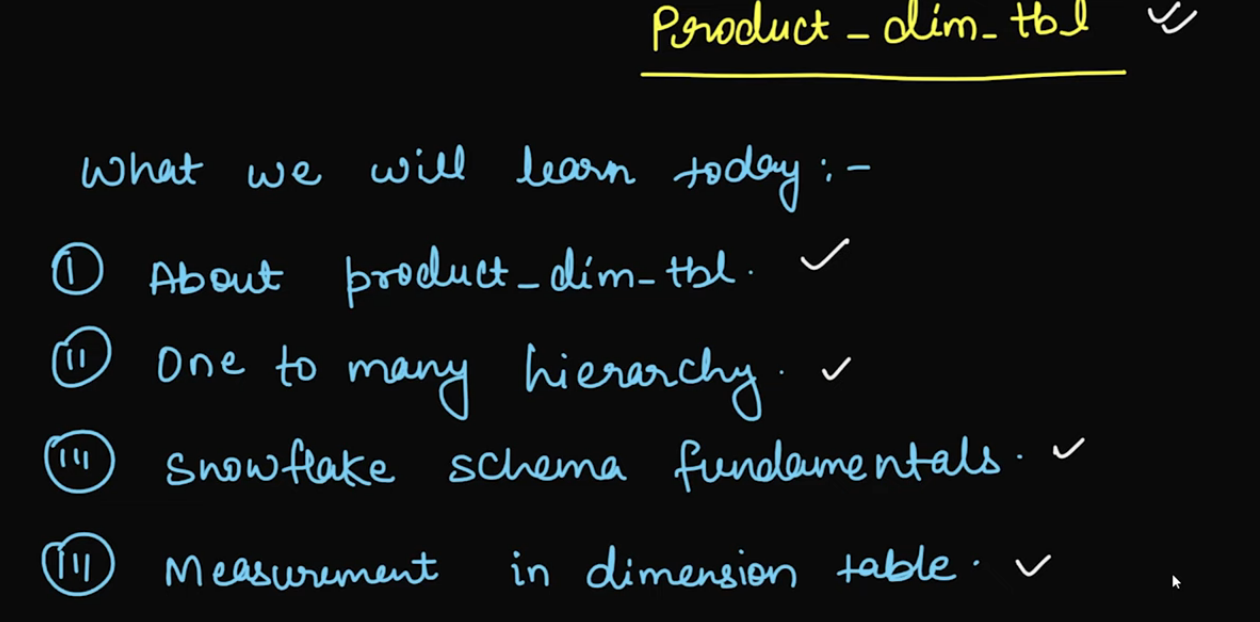 Product_dim_tbl
What we will learn today:-
(I) About product_dim_tbl.
(II) One to many hierarchy.
(III) Snowflake schema fundamentals.
(III) Measurement in dimension table.